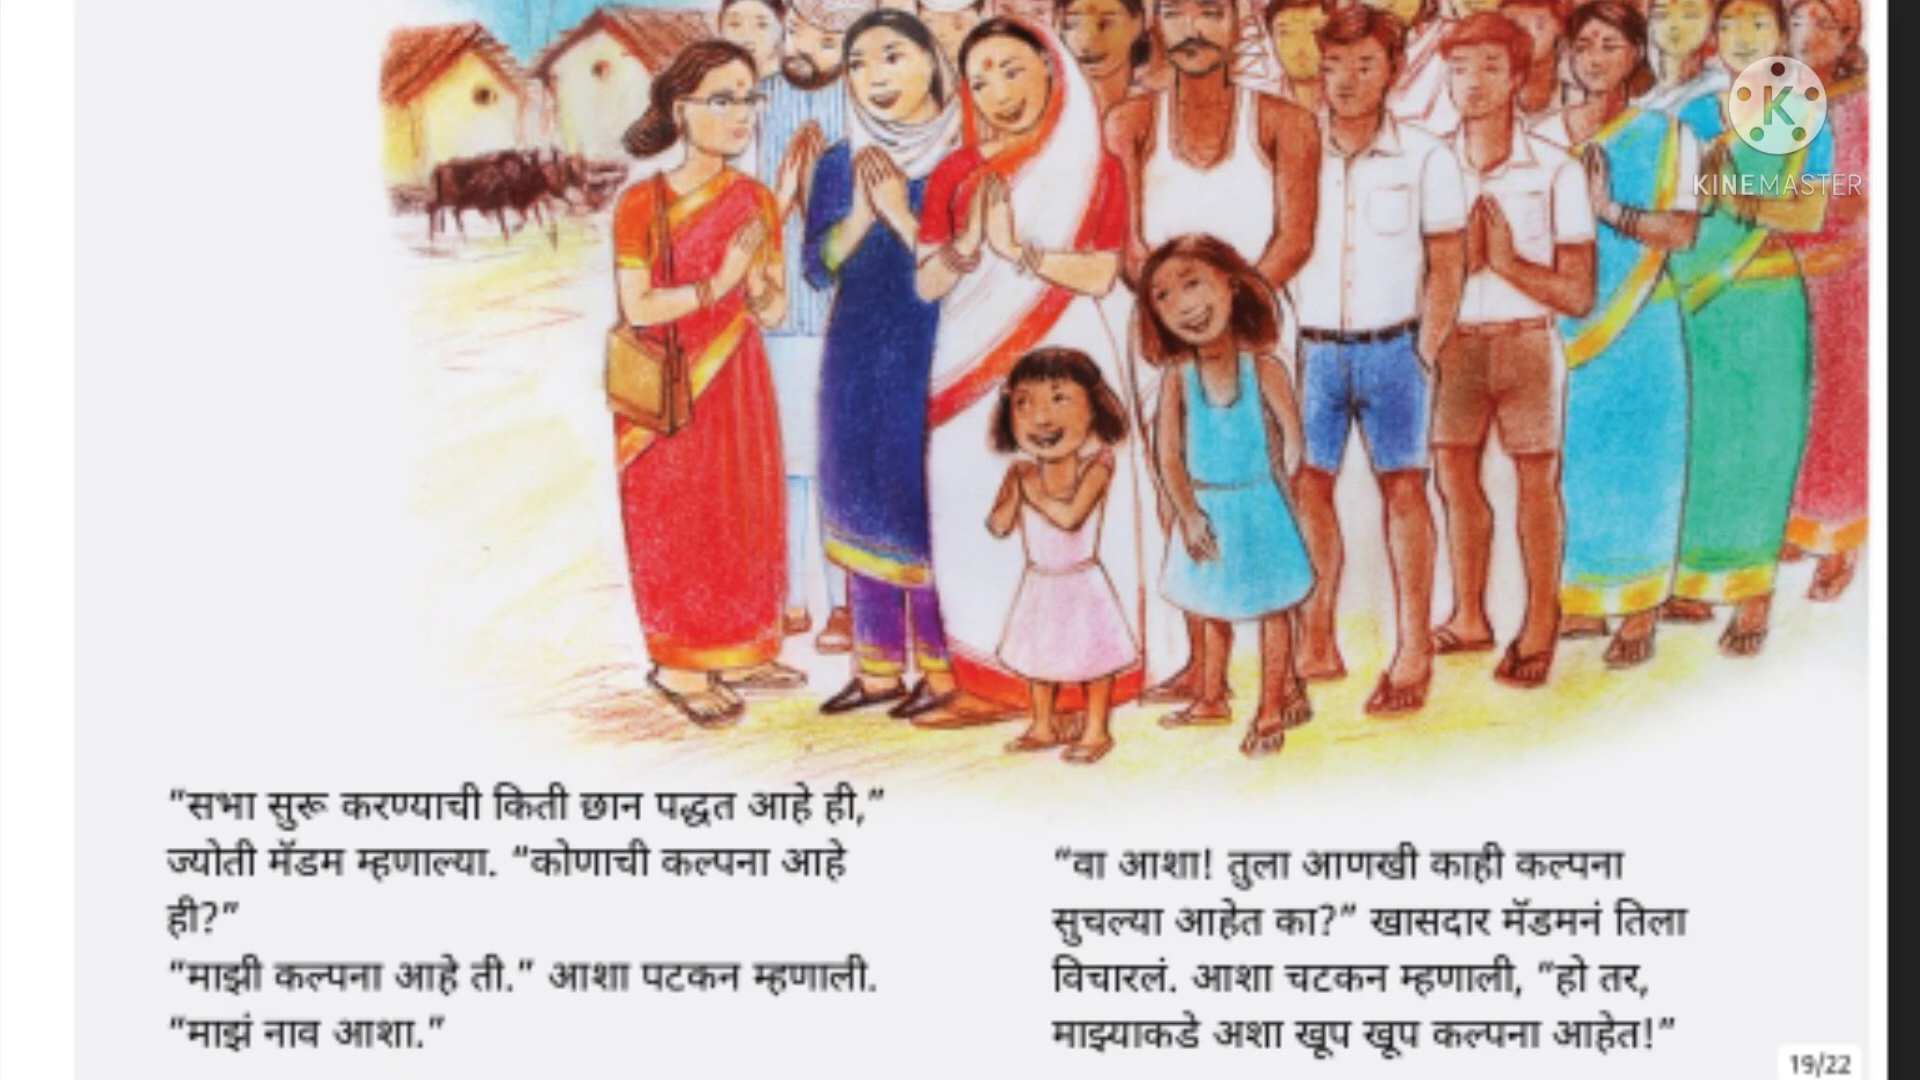 KINEMASTER
“सभा सुरू करण्याची किती छान पद्धत आहे ही,”
ज्योती मॅडम म्हणाल्या. “कोणाची कल्पना आहे
ही?”
“माझी कल्पना आहे ती.” आशा पटकन म्हणाली.
“माझं नाव आशा.”
“वा आशा! तुला आणखी काही कल्पना
सुचल्या आहेत का?” खासदार मॅडमनं तिला
विचारलं. आशा चटकन म्हणाली, “हो तर,
माझ्याकडे अशा खूप खूप कल्पना आहेत!”
19/22